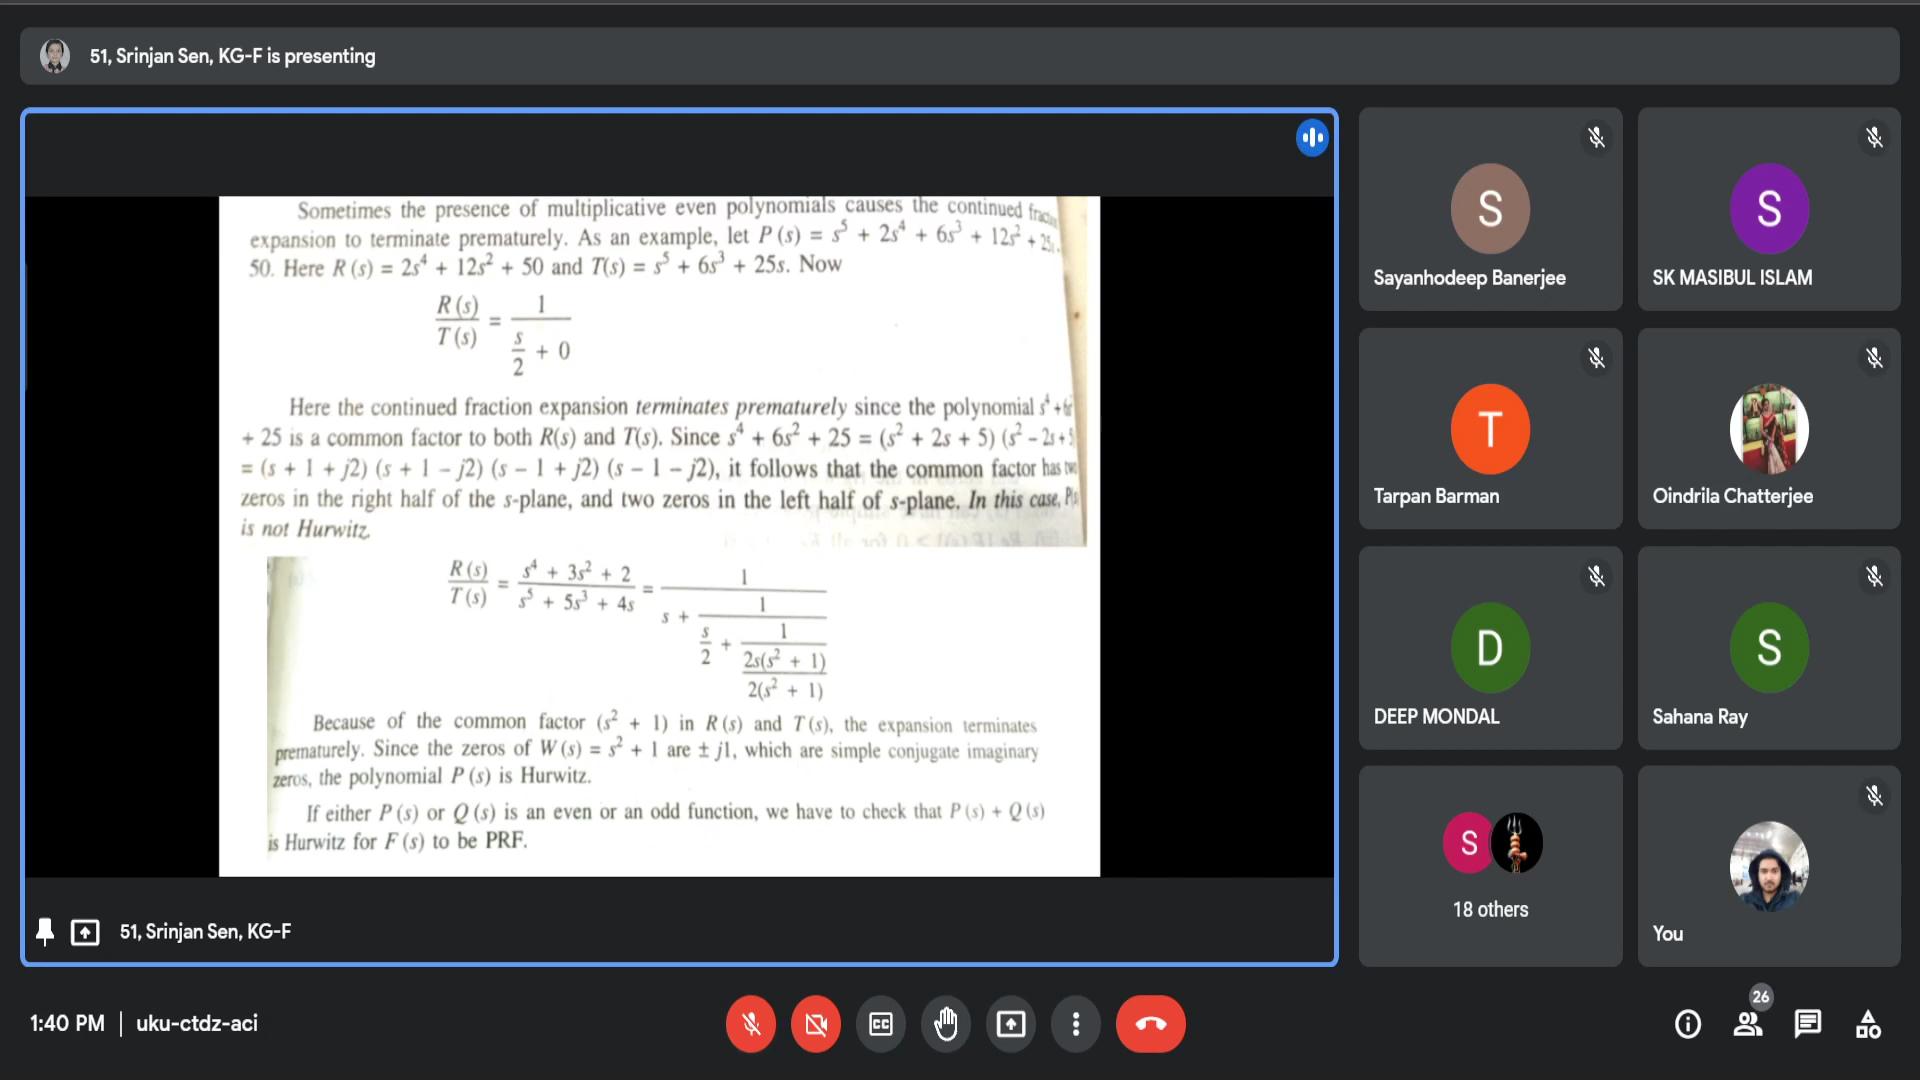 51, Srinjan Sen, KG-F is presenting
Sometimes the presence of multiplicative even polynomials causes the continued
expansion to terminate prematurely. As an example, let P (s) = s⁵ + 2s⁴ + 6s³ + 12s² +
50. Here R (s) = 2s⁴ + 12s² + 50 and T(s) = s⁵ + 6s³ + 25s. Now
R (s) / T (s) = 1 / (s/2 + 0)
Here the continued fraction expansion terminates prematurely since the polynomial s⁴ +
+ 25 is a common factor to both R(s) and T(s). Since s⁴ + 6s² + 25 = (s² + 2s + 5) (s² – 2s +
= (s + 1 + j2) (s + 1 – j2) (s – 1 + j2) (s – 1 – j2), it follows that the common factor has
zeros in the right half of the s-plane, and two zeros in the left half of s-plane. In this case,
is not Hurwitz.
R (s) / T (s) = s⁴ + 3s² + 2 / s⁵ + 5s³ + 4s = 1 / s + 1 / s/2 + 1 / 2s(s² + 1) / 2(s² + 1)
Because of the common factor (s² + 1) in R (s) and T (s), the expansion terminates
prematurely. Since the zeros of W (s) = s² + 1 are ± j1, which are simple conjugate imaginary
zeros, the polynomial P (s) is Hurwitz.
If either P (s) or Q (s) is an even or an odd function, we have to check that P (s) + Q (s)
is Hurwitz for F (s) to be PRF.
51, Srinjan Sen, KG-F
S
Sayanhodeep Banerjee
S
SK MASIBUL ISLAM
T
Tarpan Barman
Oindrila Chatterjee
D
DEEP MONDAL
S
Sahana Ray
S
18 others
You
1:40 PM | uku-ctdz-aci
CC
26